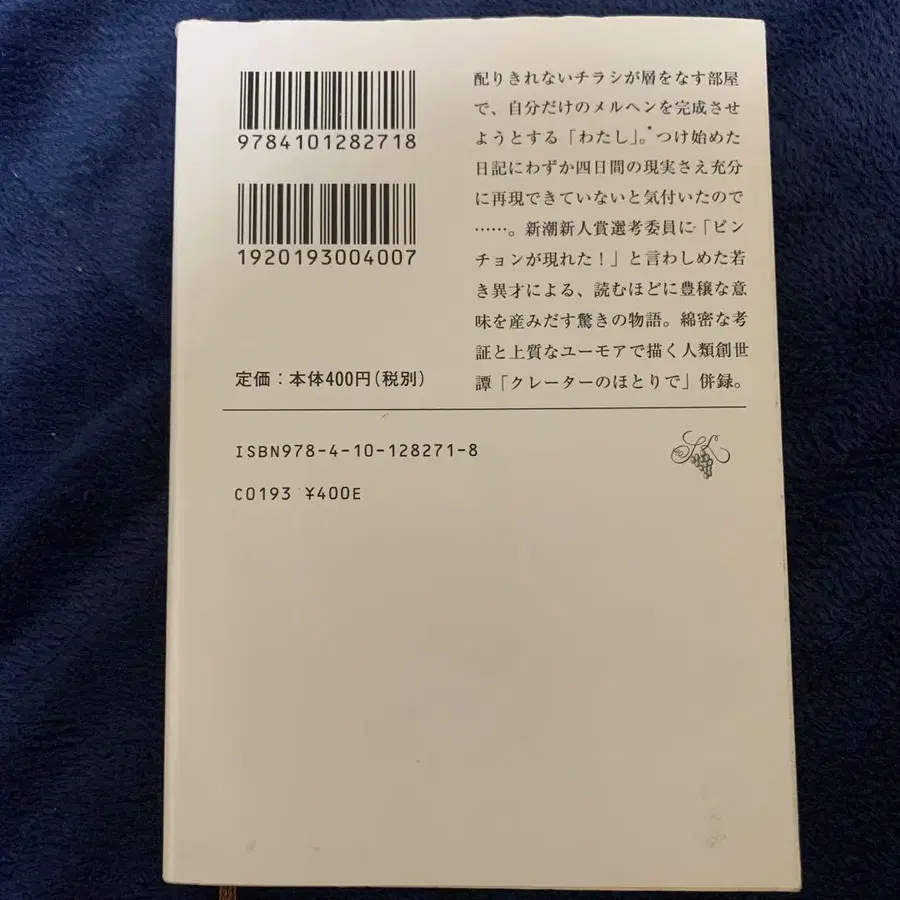 9784101282718
1920193004007
定価：本体400円（税別）
配りきれないチラシが層をなす部屋
で、自分だけのメルヘンを完成させ
ようとする「わたし」。つけ始めた
日記にわずか四日間の現実さえ充分
に再現できていないと気付いたので
……。新潮新人賞選考委員に「ピン
チョンが現れた！」と言わしめた若
き異才による、読むほどに豊穣な意
味を産みだす驚きの物語。綿密な考
証と上質なユーモアで描く人類創世
譚「クレーターのほとりで」併録。
ISBN978-4-10-128271-8
C0193 ¥400E